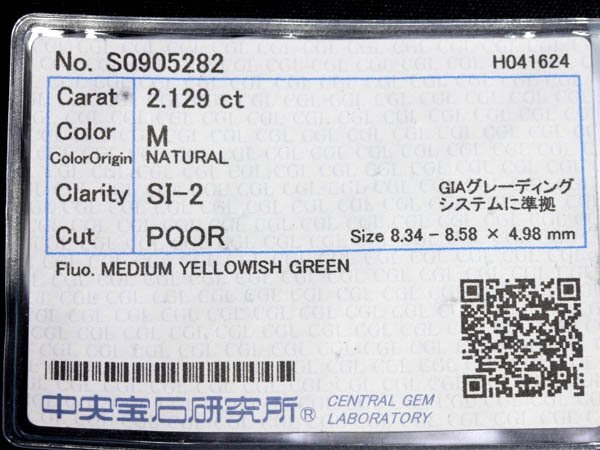 No. S0905282
H041624
Carat 2.129 ct
Color M
ColorOrigin NATURAL
Clarity SI-2
GIAグレーディング
システムに準拠
Cut POOR Size 8.34 - 8.58 × 4.98 mm
Fluo. MEDIUM YELLOWISH GREEN
中央宝石研究所® CENTRAL GEM
LABORATORY